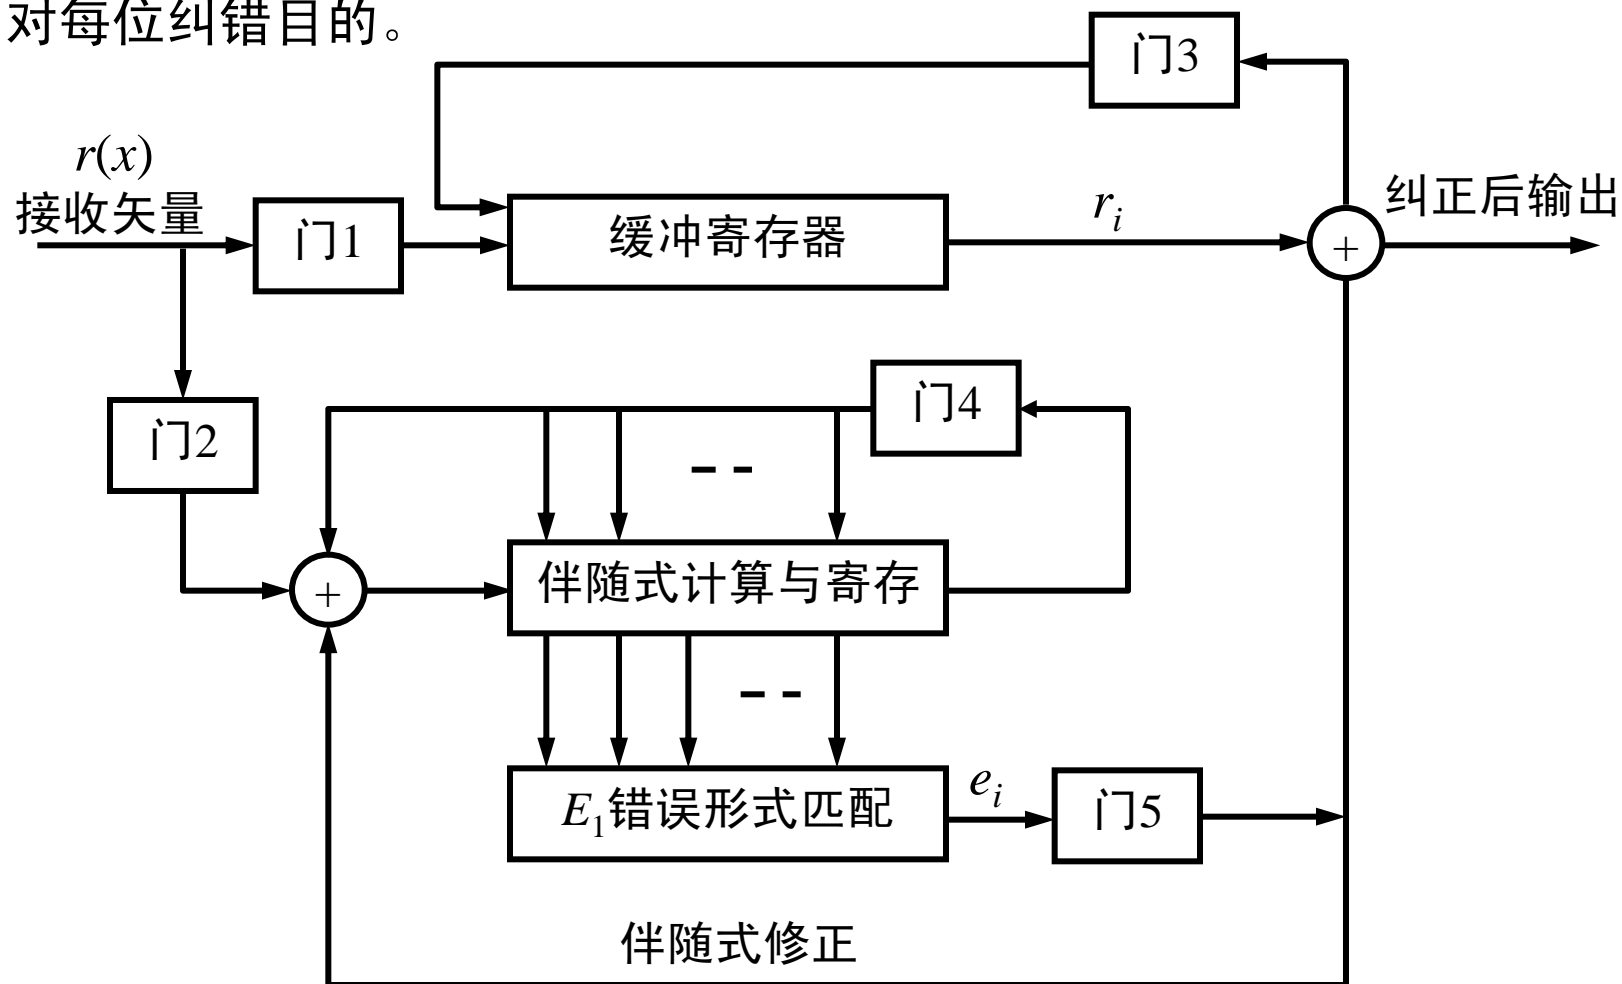 对每位纠错目的。
门3
r(x)
接收矢量
门1
缓冲寄存器
r_i
+
纠正后输出
门2
门4
- -
+
伴随式计算与寄存
- -
E_1错误形式匹配
e_i
门5
伴随式修正